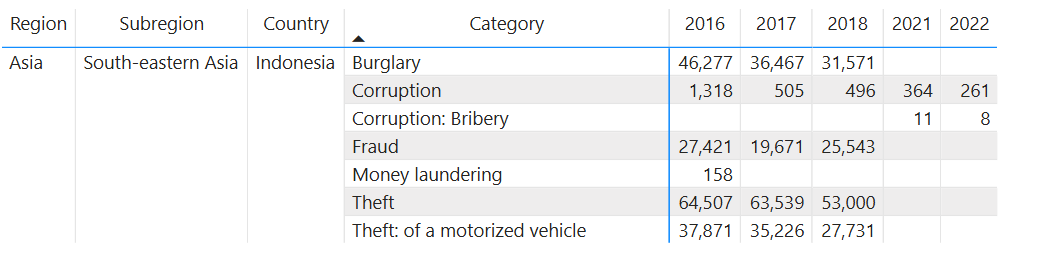 Region Subregion Country Category 2016 2017 2018 2021 2022
Asia South-eastern Asia Indonesia Burglary 46,277 36,467 31,571
Corruption 1,318 505 496 364 261
Corruption: Bribery 11 8
Fraud 27,421 19,671 25,543
Money laundering 158
Theft 64,507 63,539 53,000
Theft: of a motorized vehicle 37,871 35,226 27,731